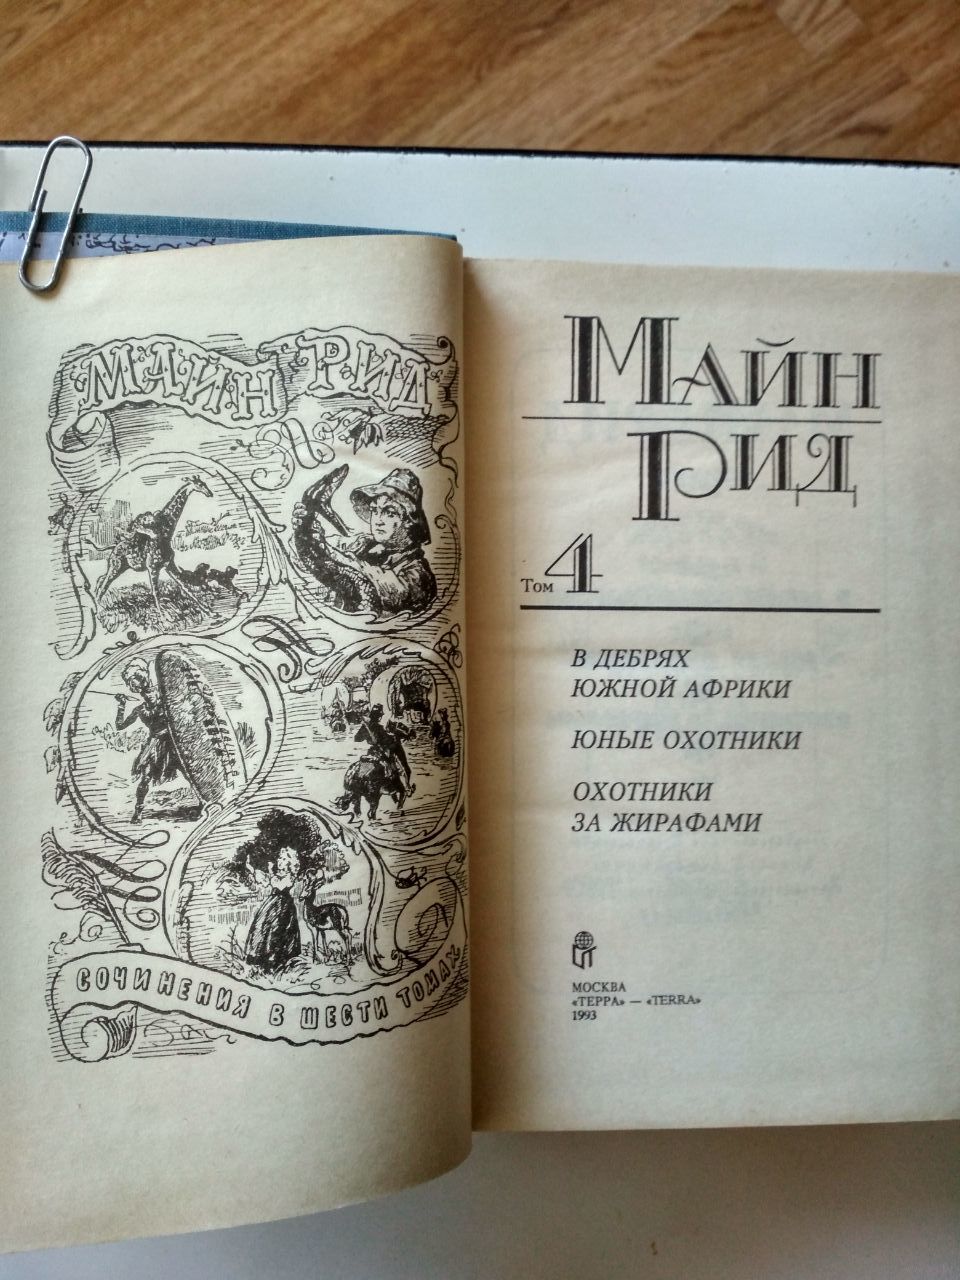 МАЙН РИД
СОЧИНЕНИЯ В ШЕСТИ ТОМАХ
МАЙН
РИД
Том 4
В ДЕБРЯХ
ЮЖНОЙ АФРИКИ
ЮНЫЕ ОХОТНИКИ
ОХОТНИКИ
ЗА ЖИРАФАМИ
МОСКВА
«ТЕРРА» — «TERRA»
1993